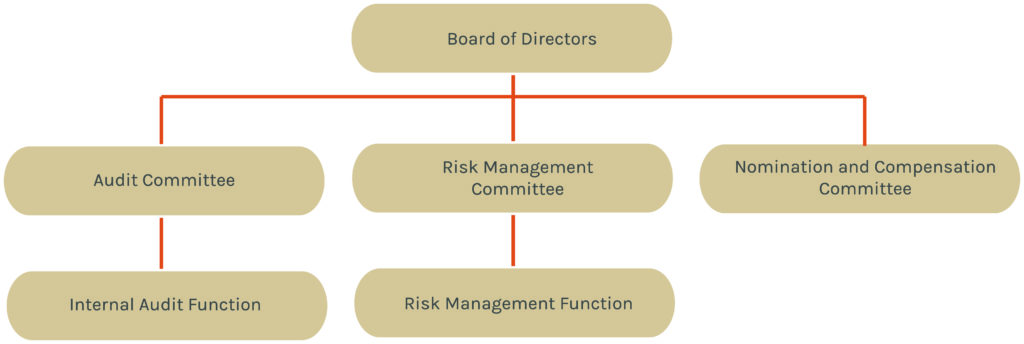 Board of Directors
Audit Committee
Risk Management
Committee
Nomination and Compensation
Committee
Internal Audit Function
Risk Management Function